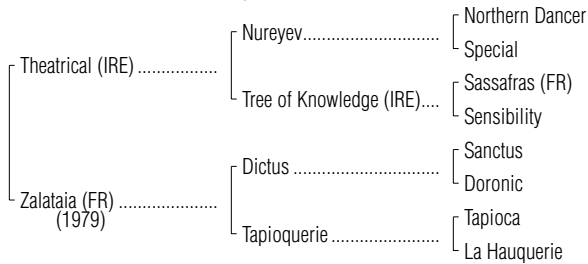 Northern Dancer
Nureyev
Special
Theatrical (IRE)
Sassafras (FR)
Tree of Knowledge (IRE)
Sensibility
Sanctus
Dictus
Doronic
Zalataia (FR)
(1979)
Tapioca
Tapioquerie
La Hauquerie